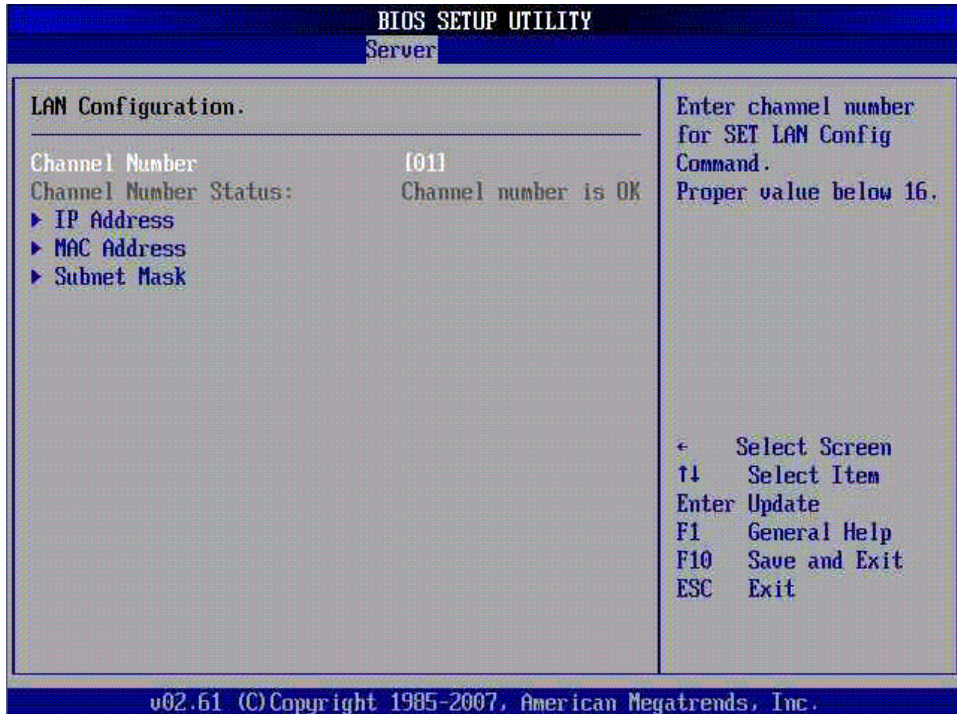 BIOS SETUP UTILITY
Server
LAN Configuration.
Channel Number [01]
Channel Number Status: Channel number is OK
▶ IP Address
▶ MAC Address
▶ Subnet Mask
Enter channel number
for SET LAN Config
Command.
Proper value below 16.
← Select Screen
↑↓ Select Item
Enter Update
F1 General Help
F10 Save and Exit
ESC Exit
v02.61 (C)Copyright 1985-2007, American Megatrends, Inc.